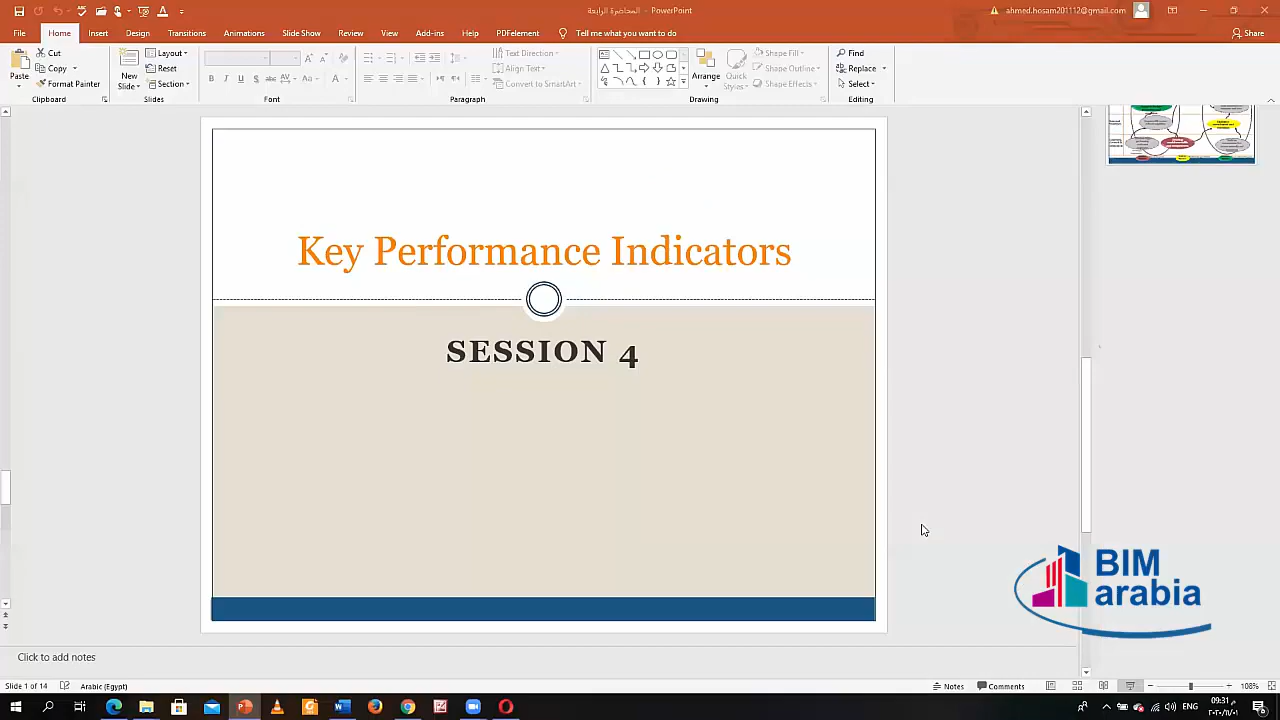 المحاضرة الرابعة - PowerPoint
ahmed.hosam201112@gmail.com
File Home Insert Design Transitions Animations Slide Show Review View Add-ins Help PDFelement Tell me what you want to do Share
Paste
Cut
Copy
Format Painter
Clipboard
New Slide
Layout
Reset
Section
Slides
Font
Text Direction
Align Text
Convert to SmartArt
Paragraph
Arrange
Quick Styles
Shape Fill
Shape Outline
Shape Effects
Drawing
Find
Replace
Select
Editing
Key Performance Indicators
SESSION 4
BIM
arabia
Click to add notes
Slide 1 of 14 Arabic (Egypt) Notes Comments 108%
ENG
٠٩:٣١ م